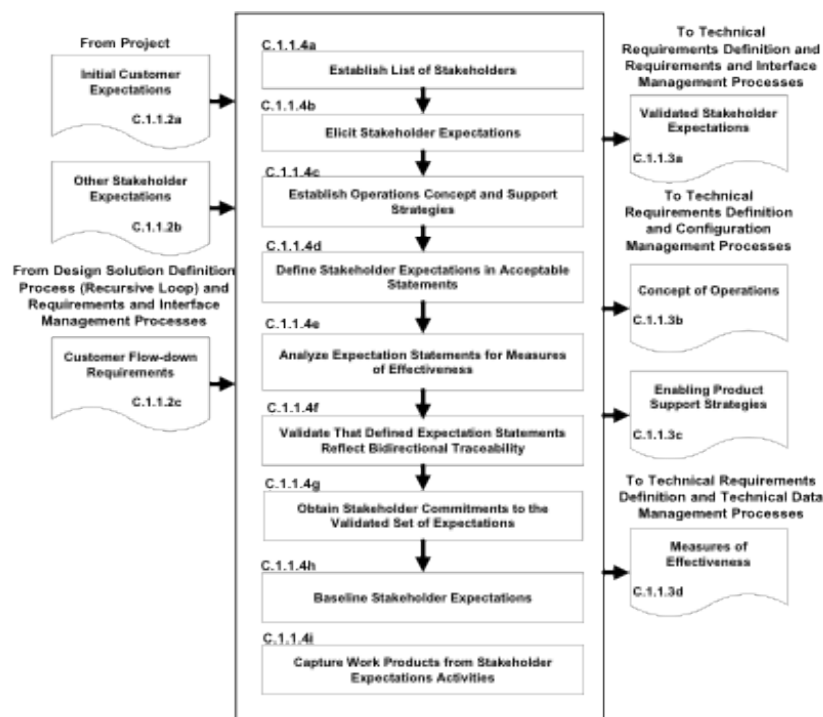 From Project
Initial Customer
Expectations
C.1.1.2a
Other Stakeholder
Expectations
C.1.1.2b
From Design Solution Definition
Process (Recursive Loop) and
Requirements and Interface
Management Processes
Customer Flow-down
Requirements
C.1.1.2c
C.1.1.4a
Establish List of Stakeholders
C.1.1.4b
Elicit Stakeholder Expectations
C.1.1.4c
Establish Operations Concept and Support
Strategies
C.1.1.4d
Define Stakeholder Expectations in Acceptable
Statements
C.1.1.4e
Analyze Expectation Statements for Measures
of Effectiveness
C.1.1.4f
Validate That Defined Expectation Statements
Reflect Bidirectional Traceability
C.1.1.4g
Obtain Stakeholder Commitments to the
Validated Set of Expectations
C.1.1.4h
Baseline Stakeholder Expectations
C.1.1.4i
Capture Work Products from Stakeholder
Expectations Activities
To Technical
Requirements Definition and
Requirements and Interface
Management Processes
Validated Stakeholder
Expectations
C.1.1.3a
To Technical
Requirements Definition
and Configuration
Management Processes
Concept of Operations
C.1.1.3b
Enabling Product
Support Strategies
C.1.1.3c
To Technical Requirements
Definition and Technical Data
Management Processes
Measures of
Effectiveness
C.1.1.3d